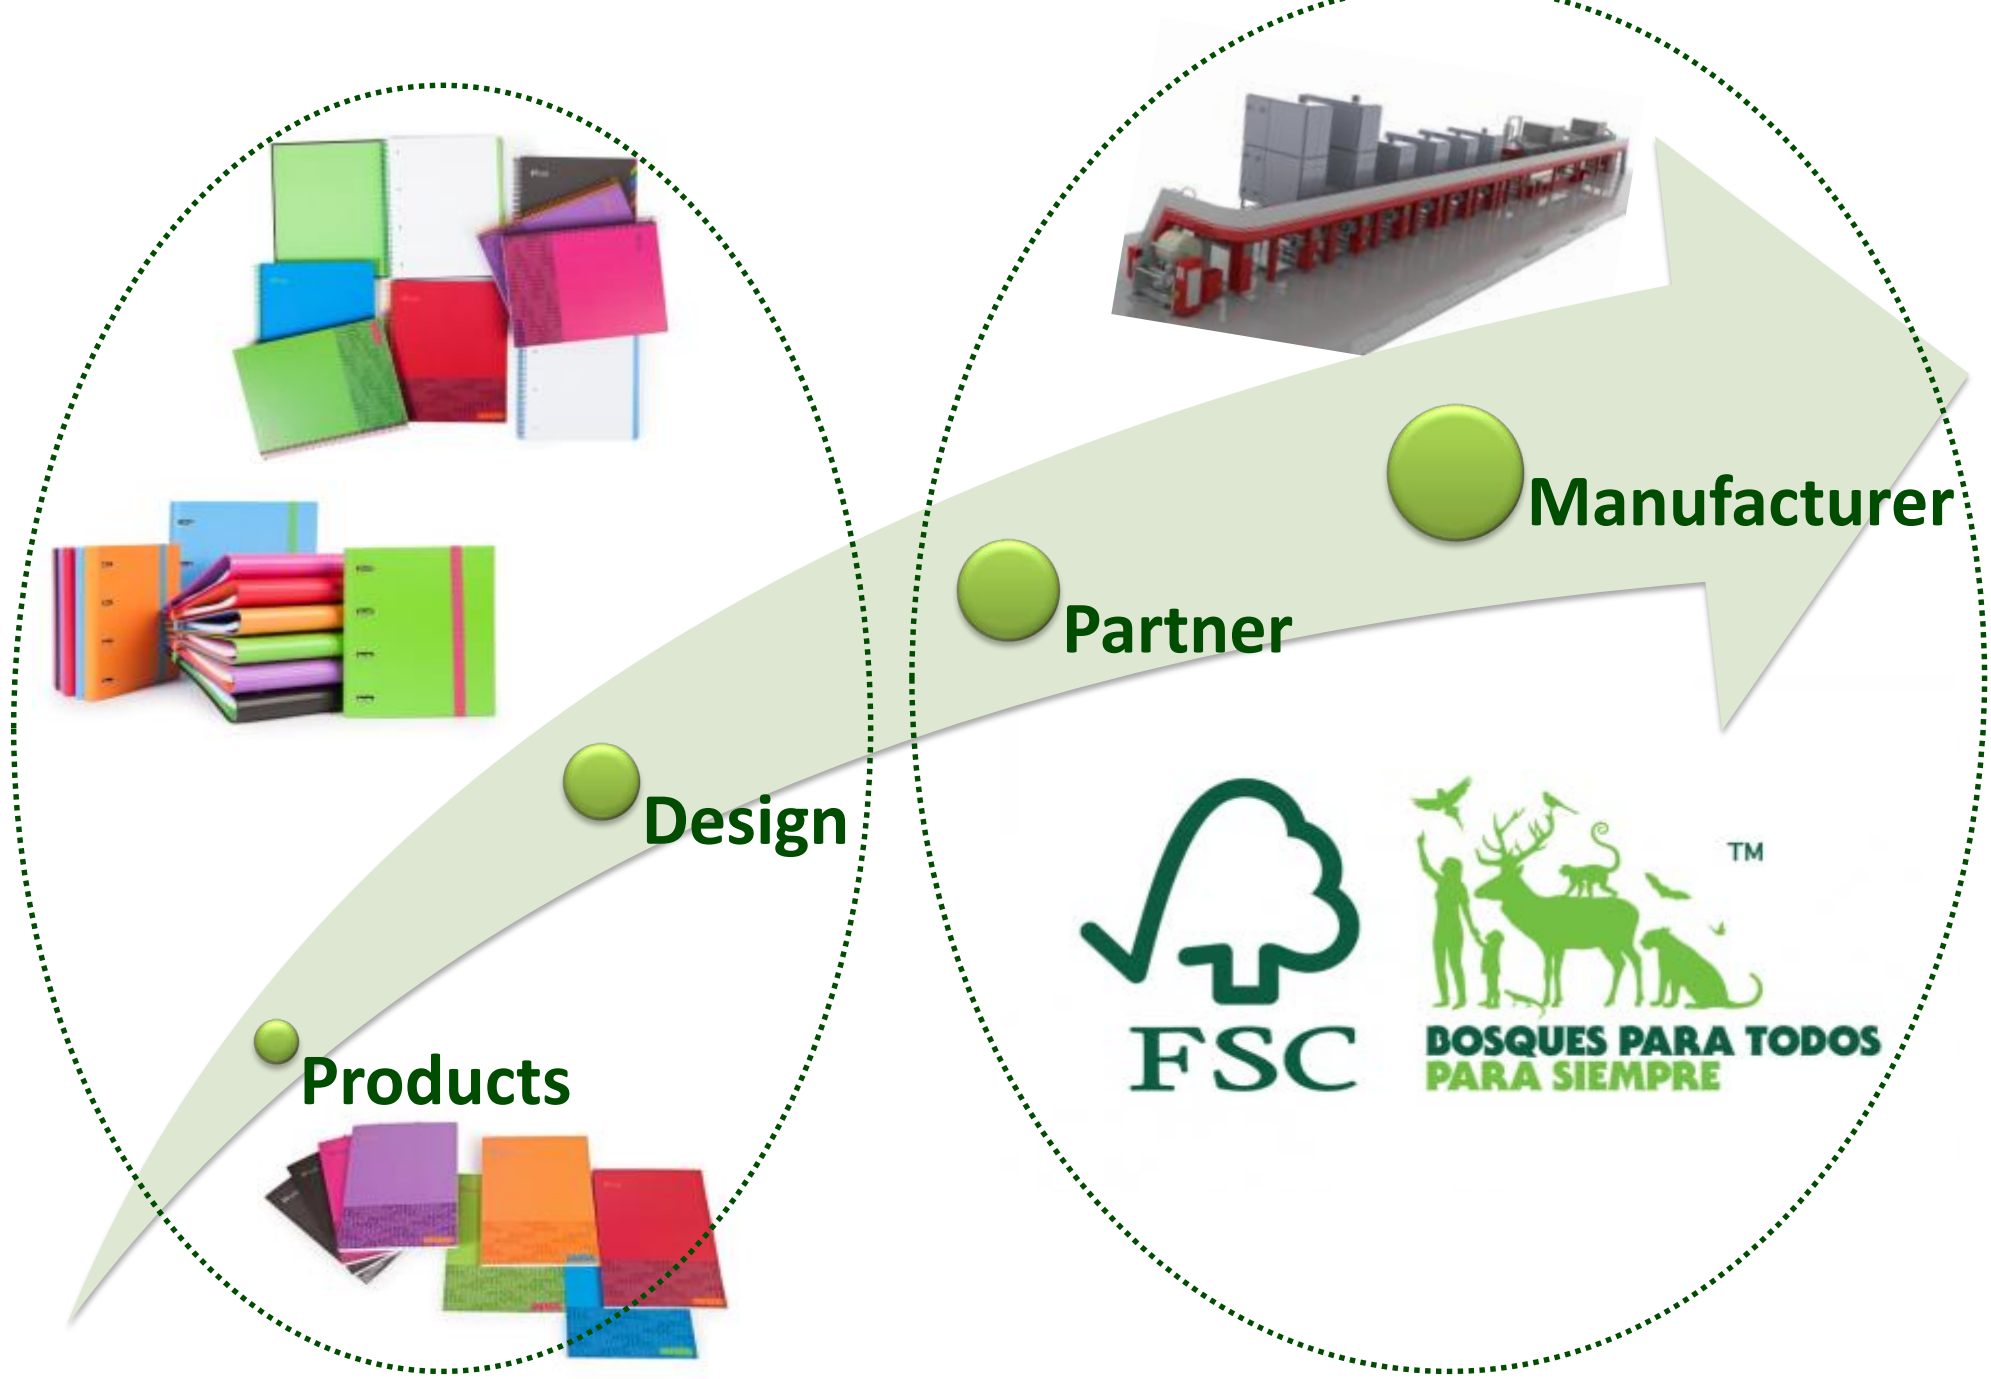 Manufacturer
Partner
Design
Products
FSC
TM
BOSQUES PARA TODOS
PARA SIEMPRE